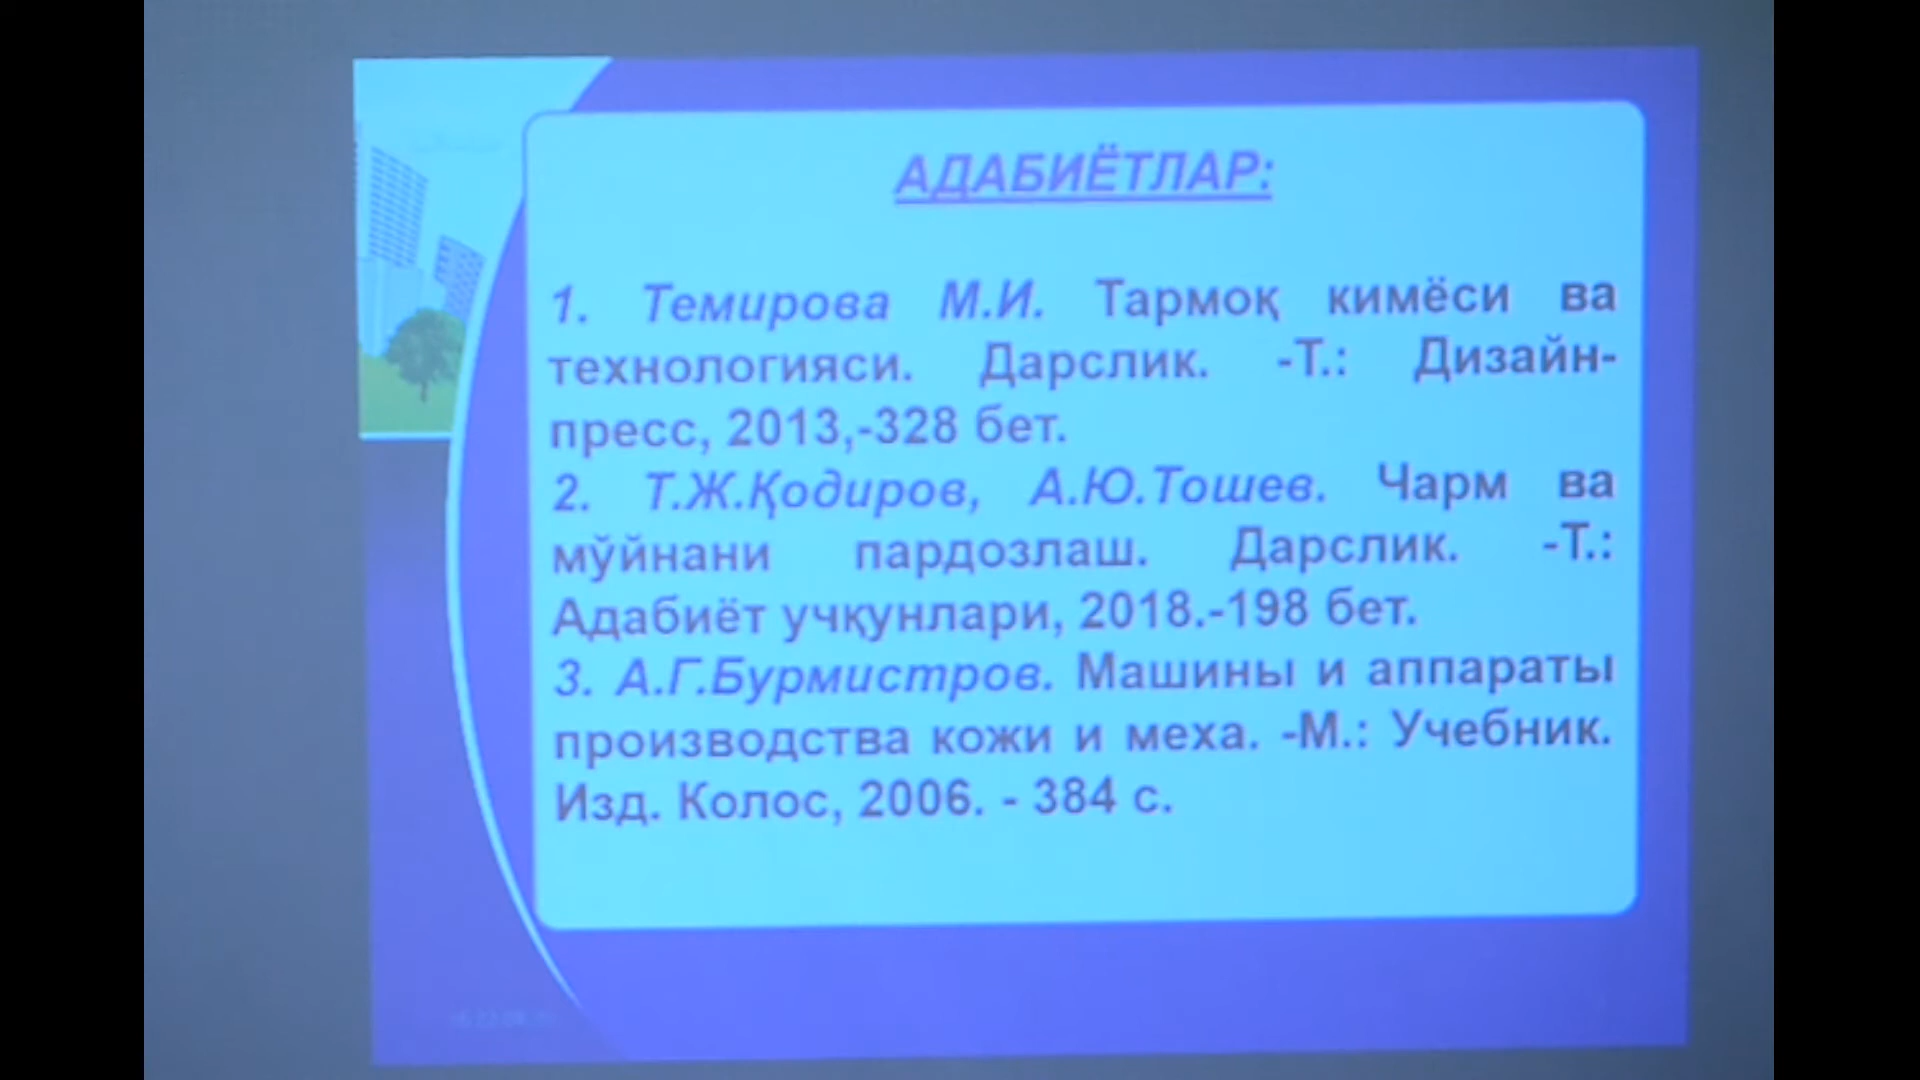 АДАБИЁТЛАР:
1. Темирова М.И. Тармоқ кимёси ва
технологияси. Дарслик. -Т.: Дизайн-
пресс, 2013,-328 бет.
2. Т.Ж.Қодиров, А.Ю.Тошев. Чарм ва
мўйнани пардозлаш. Дарслик. -Т.:
Адабиёт учқунлари, 2018.-198 бет.
3. А.Г.Бурмистров. Машины и аппараты
производства кожи и меха. -М.: Учебник.
Изд. Колос, 2006. - 384 с.